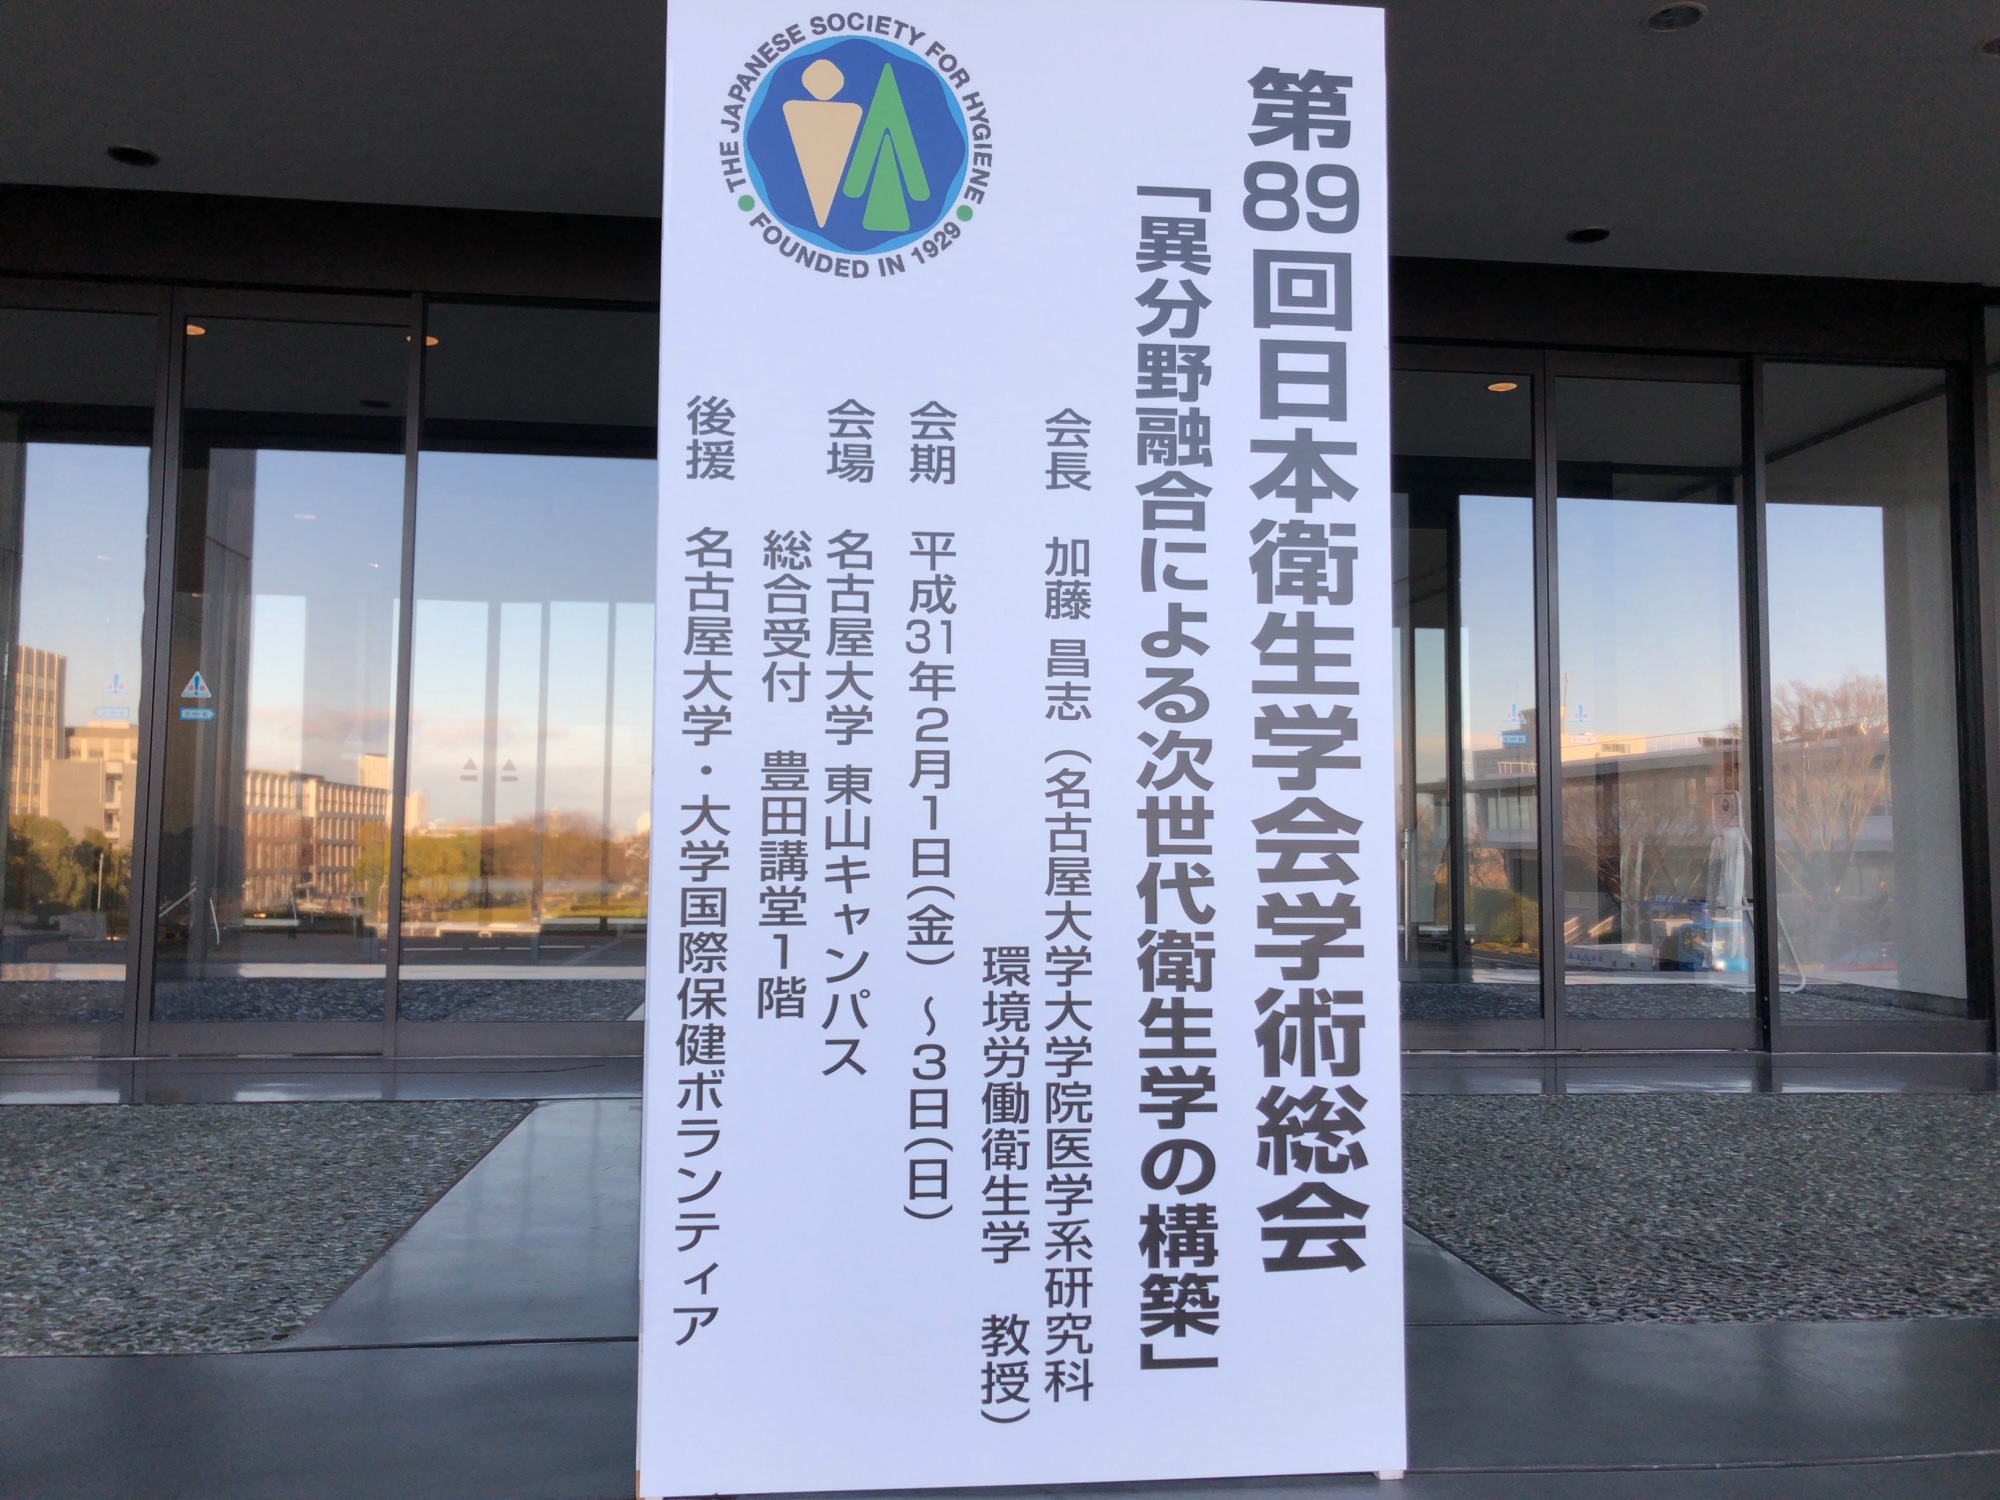 第89回日本衛生学会学術総会
「異分野融合による次世代衛生学の構築」
会長 加藤 昌志（名古屋大学大学院医学系研究科
環境労働衛生学 教授）
会期 平成31年2月1日（金）～3日（日）
会場 名古屋大学 東山キャンパス
総合受付 豊田講堂1階
後援 名古屋大学・大学国際保健ボランティア
THE JAPANESE SOCIETY FOR HYGIENE
FOUNDED IN 1929